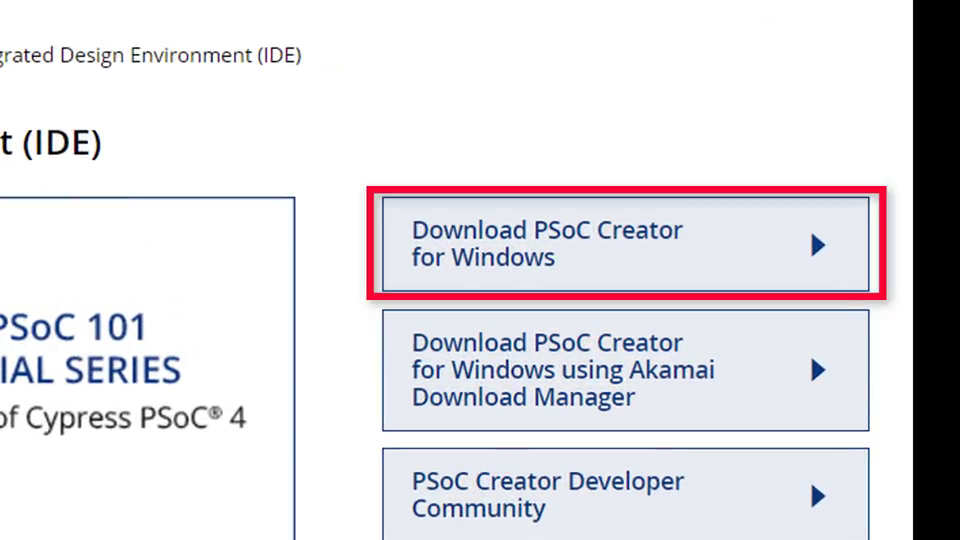 grated Design Environment (IDE)
t (IDE)
PSoC 101
IAL SERIES
of Cypress PSoC® 4
Download PSoC Creator
for Windows
Download PSoC Creator
for Windows using Akamai
Download Manager
PSoC Creator Developer
Community